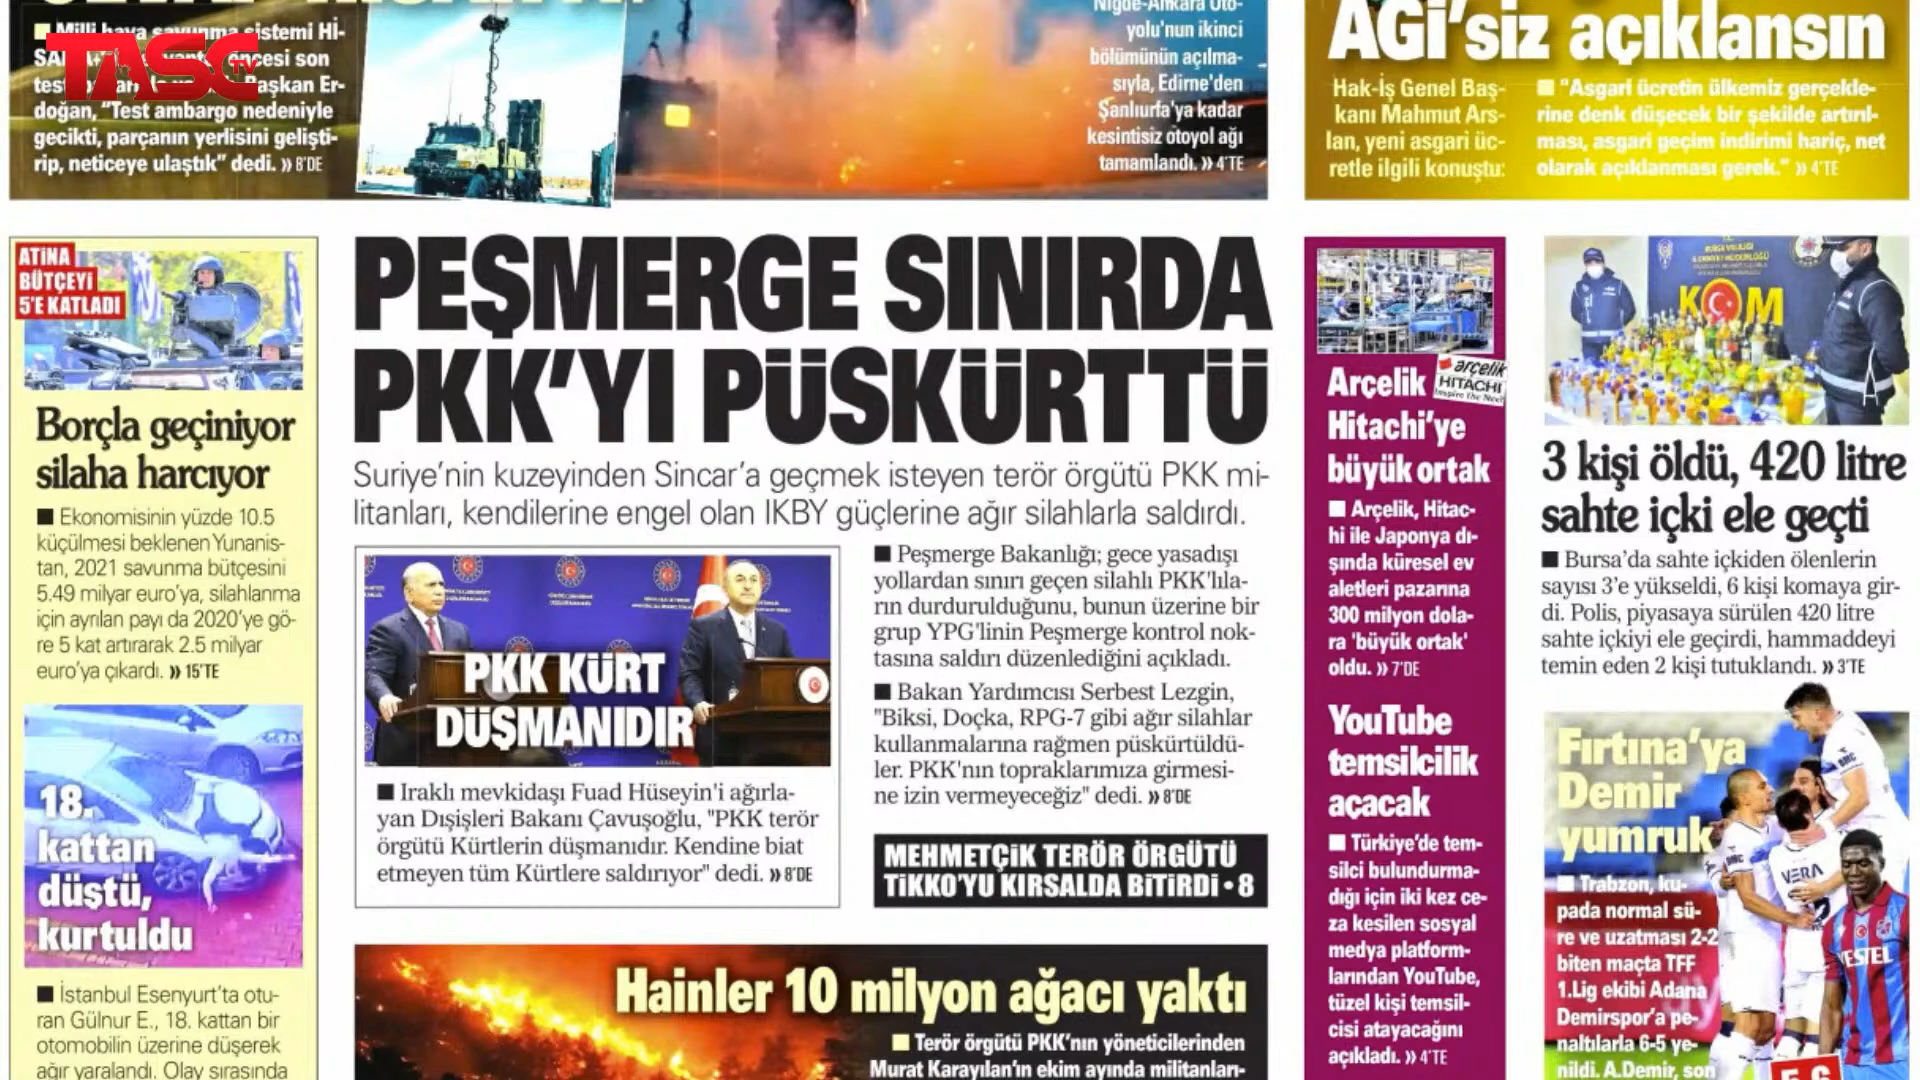 TASC TV
sistemi Hİ-
öncesi son
doğan, "Test ambargo nedeniyle
gecikti, parçanın yerlisini gelişti-
rip, neticeye ulaştık" dedi. » 8'DE
Niğde-Ankara Oto-
yolu'nun ikinci
bölümünün açılma-
sıyla, Edirne'den
Şanlıurfa'ya kadar
kesintisiz otoyol ağı
tamamlandı. » 4'TE
AGİ'siz açıklansın
Hak-İş Genel Baş-
kanı Mahmut Ars-
lan, yeni asgari üc-
retle ilgili konuştu:
■ "Asgari ücretin ülkemiz gerçekle-
rine denk düşecek bir şekilde artırıl-
ması, asgari geçim indirimi hariç, net
olarak açıklanması gerek." » 4'TE
ATİNA
BÜTÇEYİ
5'E KATLADI
Borçla geçiniyor
silaha harcıyor
■ Ekonomisinin yüzde 10.5
küçülmesi beklenen Yunanis-
tan, 2021 savunma bütçesini
5.49 milyar euro'ya, silahlanma
için ayrılan payı da 2020'ye gö-
re 5 kat artırarak 2.5 milyar
euro'ya çıkardı. » 15'TE
18.
kattan
düştü,
kurtuldu
■ İstanbul Esenyurt'ta otu-
ran Gülnur E., 18. kattan bir
otomobilin üzerine düşerek
ağır yaralandı. Olay sırasında
PEŞMERGE SINIRDA
PKK'YI PÜSKÜRTTÜ
Suriye'nin kuzeyinden Sincar'a geçmek isteyen terör örgütü PKK mi-
litanları, kendilerine engel olan IKBY güçlerine ağır silahlarla saldırdı.
PKK KÜRT
DÜŞMANIDIR
■ Iraklı mevkidaşı Fuad Hüseyin'i ağırla-
yan Dışişleri Bakanı Çavuşoğlu, "PKK terör
örgütü Kürtlerin düşmanıdır. Kendine biat
etmeyen tüm Kürtlere saldırıyor" dedi. » 8'DE
■ Peşmerge Bakanlığı; gece yasadışı
yollardan sınırı geçen silahlı PKK'lıla-
rın durdurulduğunu, bunun üzerine bir
grup YPG'linin Peşmerge kontrol nok-
tasına saldırı düzenlediğini açıkladı.
■ Bakan Yardımcısı Serbest Lezgin,
"Biksi, Doçka, RPG-7 gibi ağır silahlar
kullanmalarına rağmen püskürtüldü-
ler. PKK'nın topraklarımıza girmesi-
ne izin vermeyeceğiz" dedi. » 8'DE
MEHMETÇİK TERÖR ÖRGÜTÜ
TİKKO'YU KIRSALDA BİTİRDİ • 8
Hainler 10 milyon ağacı yaktı
■ Terör örgütü PKK'nın yöneticilerinden
Murat Karayılan'ın ekim ayında militanları-
arçelik
HITACHI
Inspire the Next
Arçelik
Hitachi'ye
büyük ortak
■ Arçelik, Hitac-
hi ile Japonya dı-
şında küresel ev
aletleri pazarına
300 milyon dola-
ra 'büyük ortak'
oldu. » 7'DE
YouTube
temsilcilik
açacak
■ Türkiye'de tem-
silci bulundurma-
dığı için iki kez ce-
za kesilen sosyal
medya platform-
larından YouTube,
tüzel kişi temsil-
cisi atayacağını
açıkladı. » 4'TE
KOM
3 kişi öldü, 420 litre
sahte içki ele geçti
■ Bursa'da sahte içkiden ölenlerin
sayısı 3'e yükseldi, 6 kişi komaya gir-
di. Polis, piyasaya sürülen 420 litre
sahte içkiyi ele geçirdi, hammaddeyi
temin eden 2 kişi tutuklandı. » 3'TE
Fırtına'ya
Demir
yumruk
■ Trabzon, ku-
pada normal sü-
re ve uzatması 2-2
biten maçta TFF
1.Lig ekibi Adana
Demirspor'a pe-
naltılarla 6-5 ye-
nildi. A.Demir, son
VERA
VESTEL